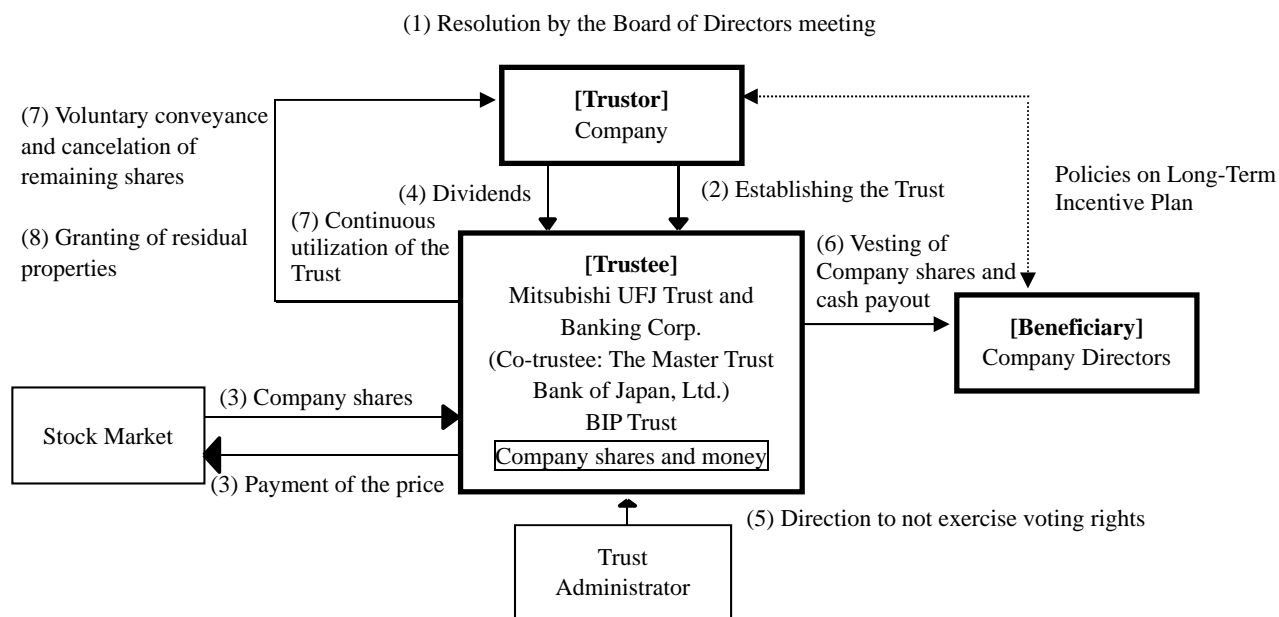 (1) Resolution by the Board of Directors meeting
[Trustor]
Company
(7) Voluntary conveyance
and cancelation of
remaining shares
(8) Granting of residual
properties
(4) Dividends
(2) Establishing the Trust
Policies on Long-Term
Incentive Plan
(7) Continuous
utilization of the
Trust
(6) Vesting of
Company shares and
cash payout
[Trustee]
Mitsubishi UFJ Trust and
Banking Corp.
(Co-trustee: The Master Trust
Bank of Japan, Ltd.)
BIP Trust
Company shares and money
[Beneficiary]
Company Directors
Stock Market
(3) Company shares
(3) Payment of the price
(5) Direction to not exercise voting rights
Trust
Administrator